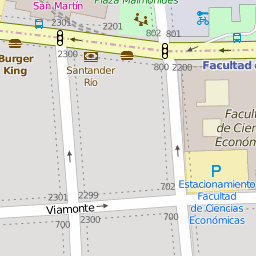 San Martín
Plaza Maimónides
2301
2201
802
801
Burger
King
2300
Santander
Río
800
2200
Facultad d
Facul
de Cien
Económ
P
Estacionamiento
Facultad
de Ciencias
Económicas
702
2301
2299
Viamonte
2300
700